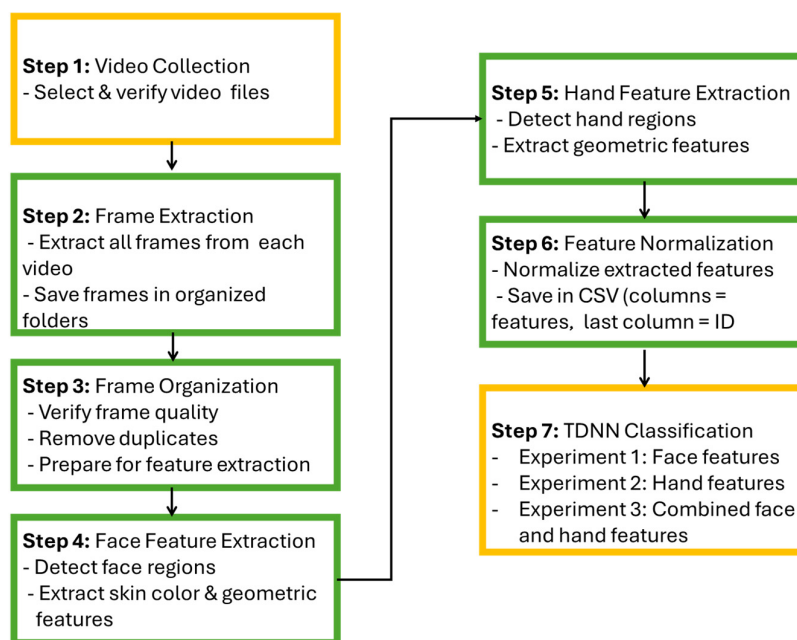 Step 1: Video Collection
- Select & verify video files
Step 2: Frame Extraction
- Extract all frames from each
video
- Save frames in organized
folders
Step 3: Frame Organization
- Verify frame quality
- Remove duplicates
- Prepare for feature extraction
Step 4: Face Feature Extraction
- Detect face regions
- Extract skin color & geometric
features
Step 5: Hand Feature Extraction
- Detect hand regions
- Extract geometric features
Step 6: Feature Normalization
- Normalize extracted features
- Save in CSV (columns =
features, last column = ID
Step 7: TDNN Classification
- Experiment 1: Face features
- Experiment 2: Hand features
- Experiment 3: Combined face
and hand features